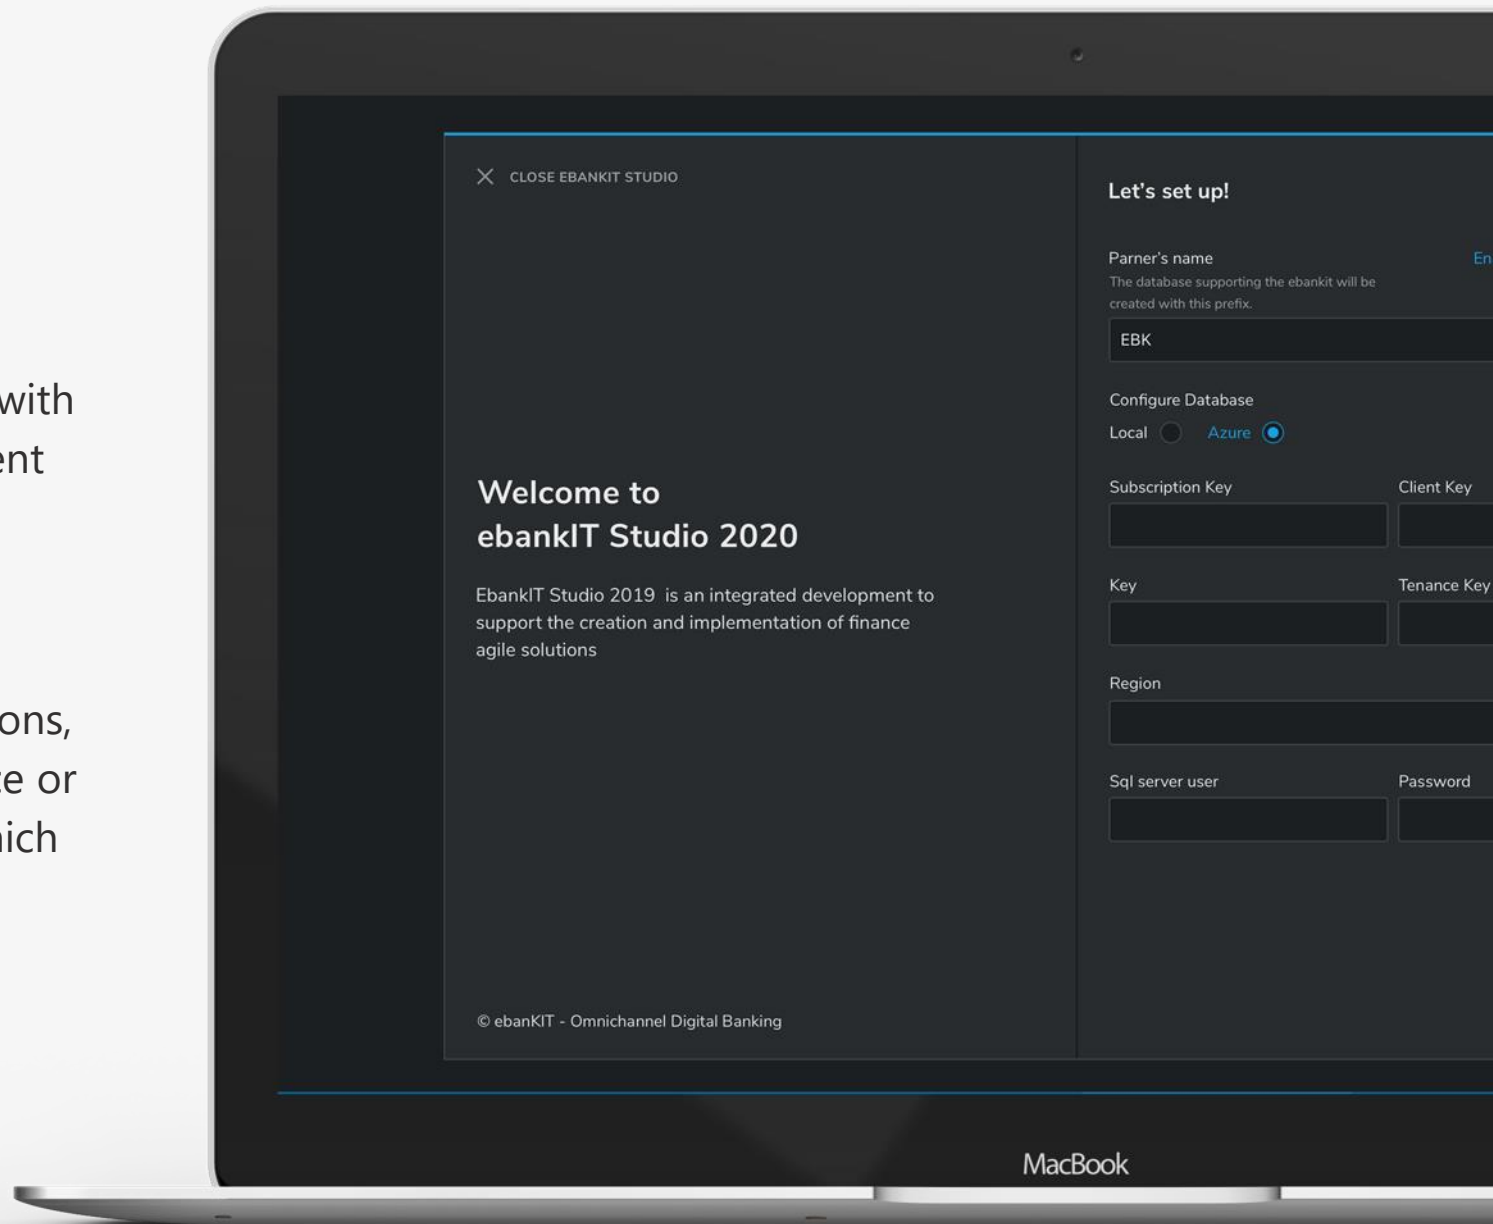 with
ons,
or
CLOSE EBANKIT STUDIO
Welcome to
ebankIT Studio 2020
EbankIT Studio 2019 is an integrated development to
support the creation and implementation of finance
agile solutions
© ebanKIT - Omnichannel Digital Banking
Let's set up!
Parner's name
The database supporting the ebankit will be
created with this prefix.
EBK
Configure Database
Local Azure
Subscription Key Client Key
Key Tenance Key
Region
Sql server user Password
MacBook